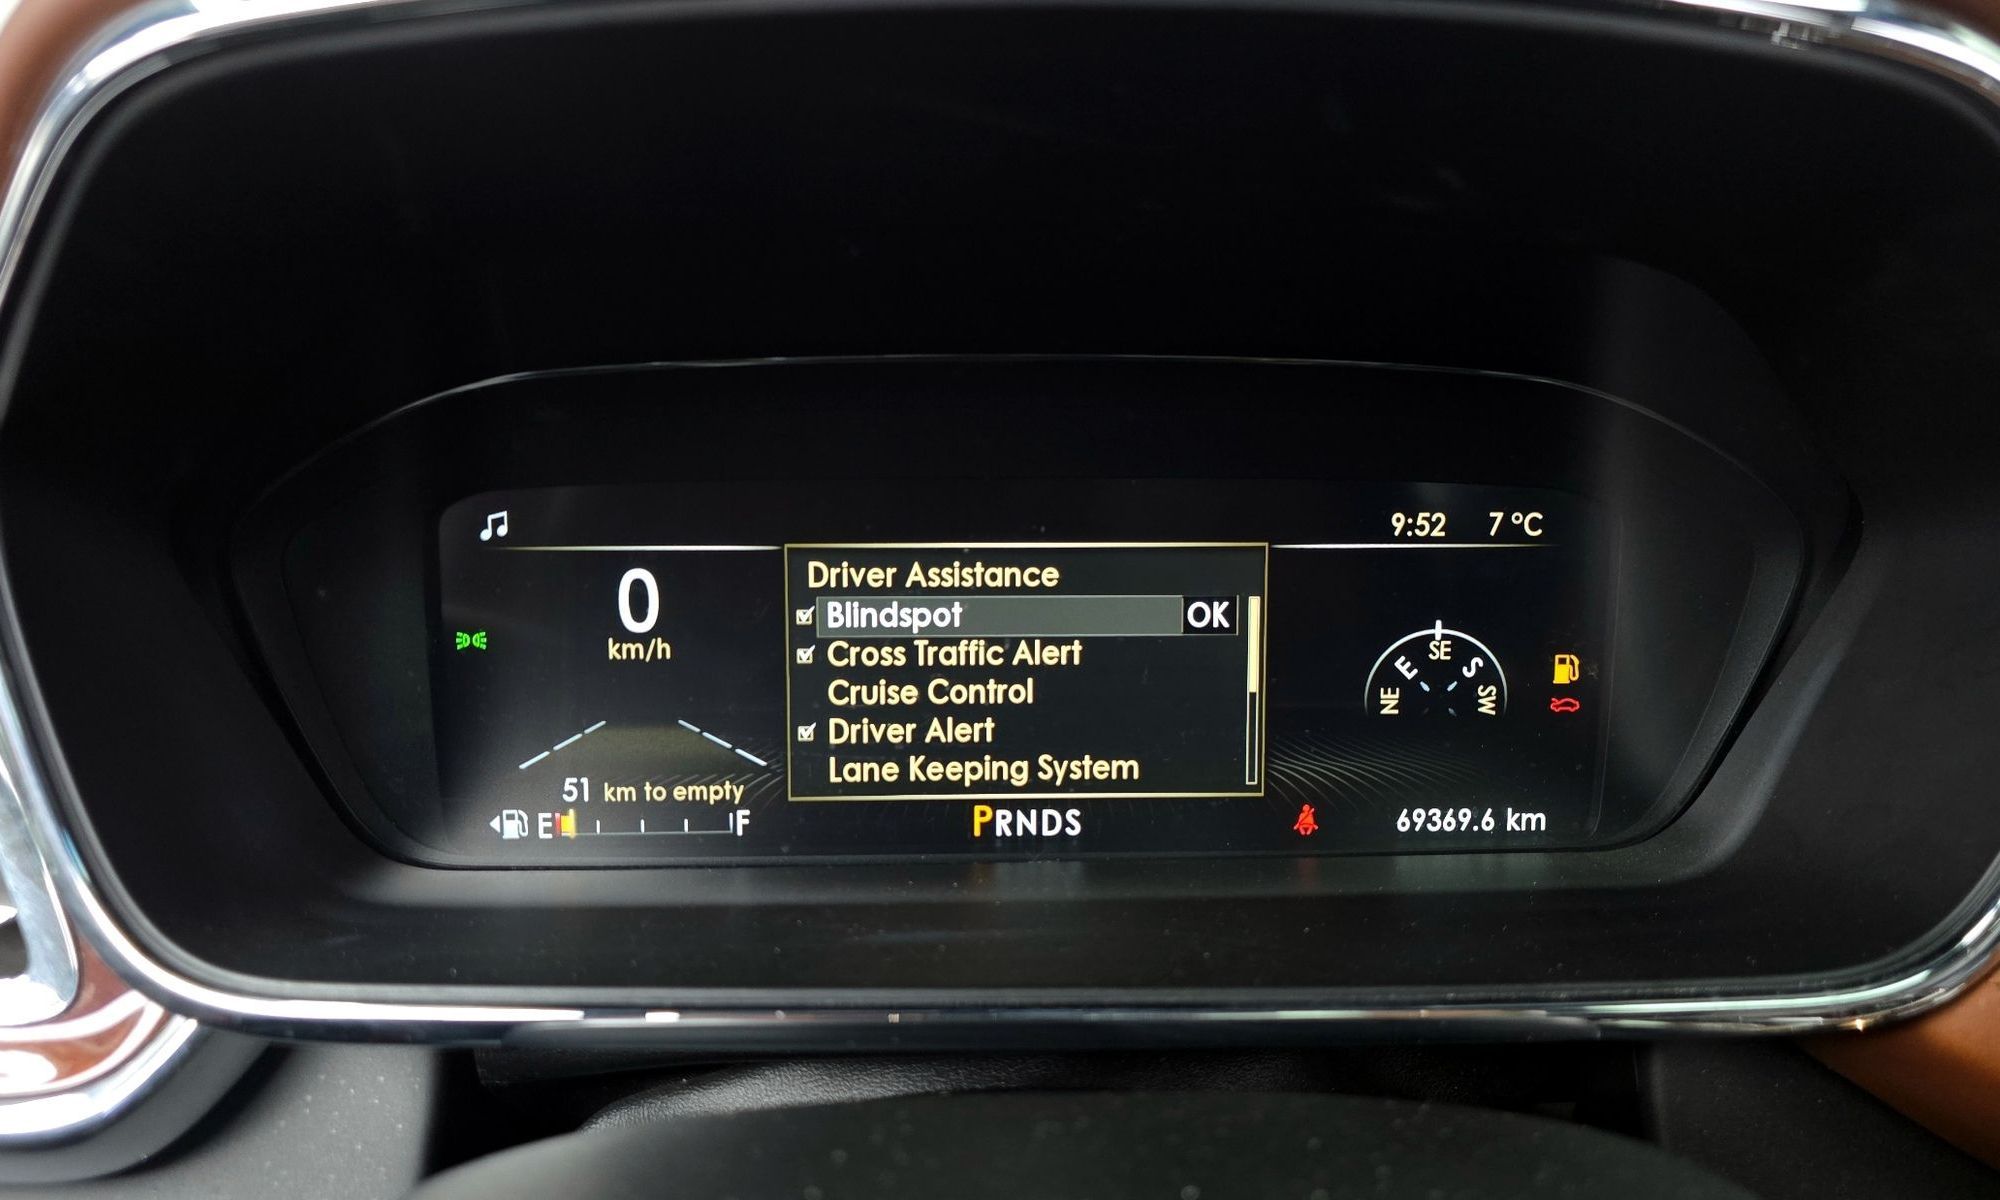 9:52 7 °C
0
km/h
Driver Assistance
Blindspot OK
Cross Traffic Alert
Cruise Control
Driver Alert
Lane Keeping System
NE E SE S SW
51 km to empty
E F
PRNDS
69369.6 km